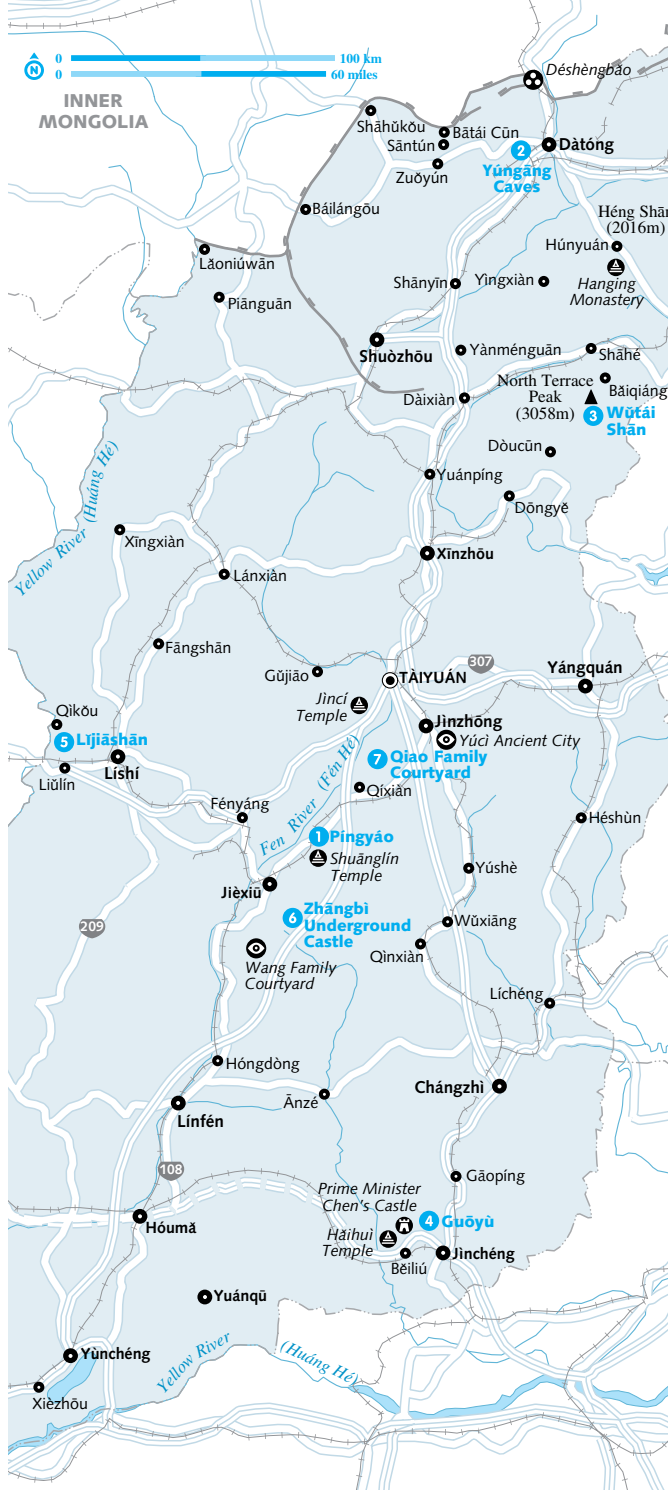 0 100 km
0 60 miles
N
INNER
MONGOLIA
Déshèngbǎo
Shāhǔkǒu
Bātái Cūn
Sāntún
Zuǒyún
2
Yúngāng
Caves
Dàtóng
Báilángōu
Héng Shān
(2016m)
Húnyuán
Hanging
Monastery
Lǎoniúwān
Piānguān
Shānyīn
Yìngxiàn
Shuòzhōu
Yànménguān
Shāhé
North Terrace
Peak
(3058m)
Bǎiqiáng
3 Wǔtái
Shān
Dàixiàn
Dòucūn
Yuánpíng
Dōngyě
Yellow River (Huáng Hé)
Xīngxiàn
Xīnzhōu
Lánxiàn
Fāngshān
Gǔjiāo
TÀIYUÁN
307
Yángquán
Jìncí
Temple
Qìkǒu
5 Lǐjiāshān
Líshí
Liǔlín
Jìnzhōng
Yúcì Ancient City
7 Qiao Family
Courtyard
Qíxiàn
Fen River (Fén Hé)
Fényáng
Héshùn
1 Píngyáo
Shuānglín
Temple
Yúshè
Jièxiū
6 Zhāngbì
Underground
Castle
209
Wǔxiāng
Qìnxiàn
Wang Family
Courtyard
Líchéng
Hóngdòng
Chángzhì
Ānzé
Línfén
108
Gāopíng
Prime Minister
Chen's Castle
4 Guōyù
Hóumǎ
Hǎihuì
Temple
Jìnchéng
Běiliú
Yuánqū
Yùnchéng
Yellow River
(Huáng Hé)
Xièzhōu